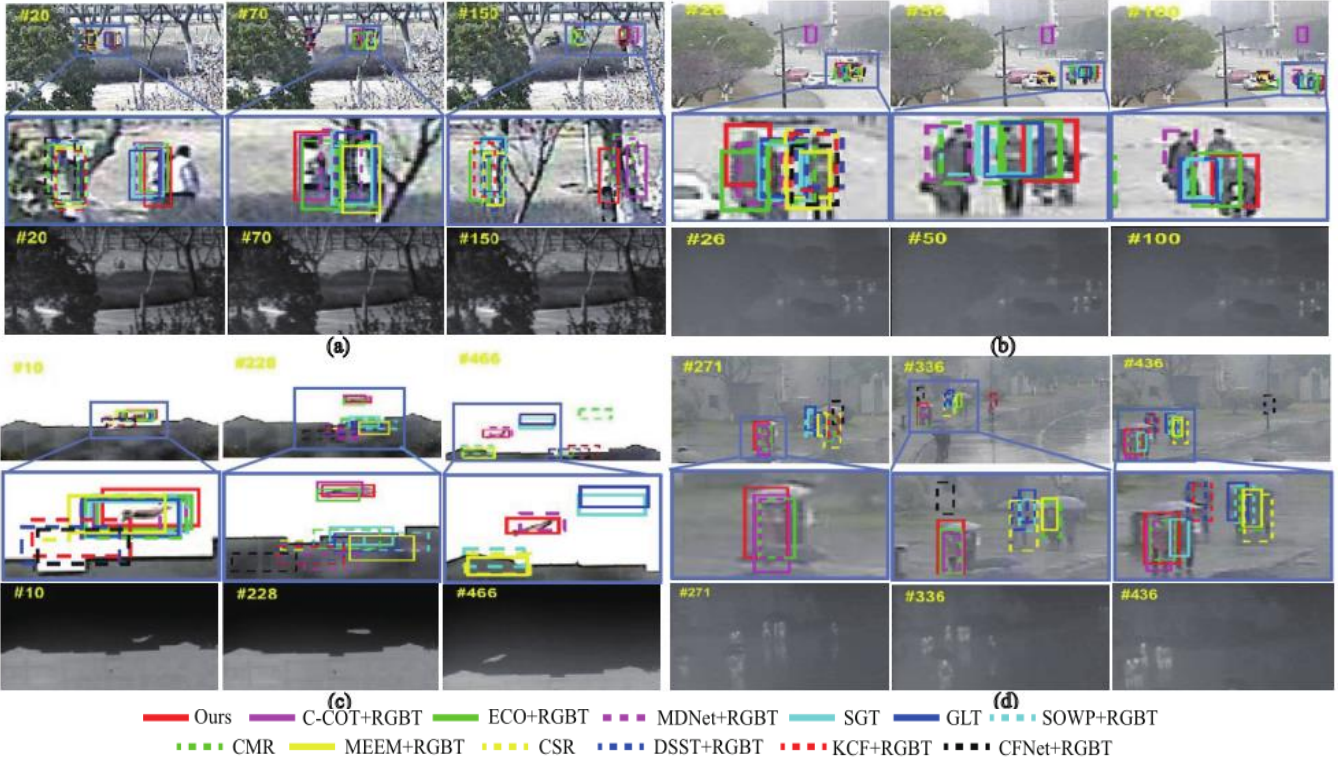 #20 #70 #150 #26 #50 #100
#20 #70 #150 #26 #50 #100
(a) (b)
#10 #228 #466 #271 #336 #436
#10 #228 #466 #271 #336 #436
(c) (d)
Ours C-COT+RGBT ECO+RGBT MDNet+RGBT SGT GLT SOWP+RGBT
CMR MEEM+RGBT CSR DSST+RGBT KCF+RGBT CFNet+RGBT